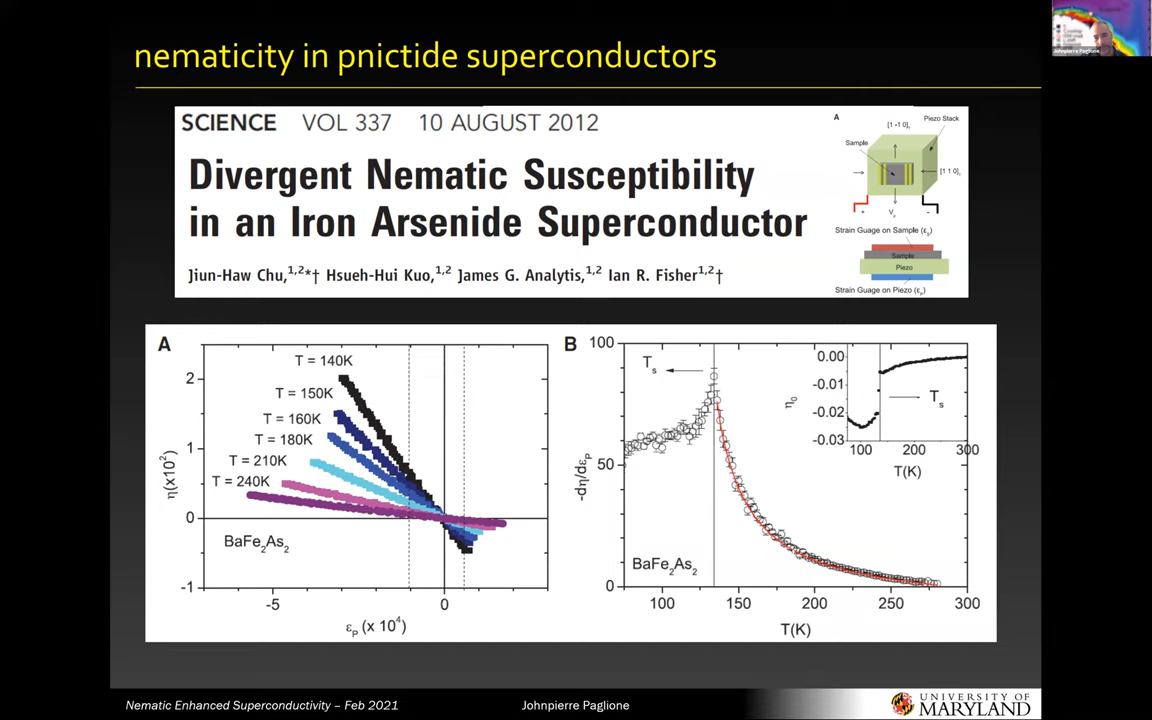 nematicity in pnictide superconductors
Johnpierre Paglione
SCIENCE VOL 337 10 AUGUST 2012
Divergent Nematic Susceptibility
in an Iron Arsenide Superconductor
Jiun-Haw Chu,1,2*† Hsueh-Hui Kuo,1,2 James G. Analytis,1,2 Ian R. Fisher1,2†
A
[1 -1 0]
Piezo Stack
Sample
[1 1 0]
+
Vp
-
Strain Guage on Sample (εs)
Sample
Piezo
Strain Guage on Piezo (εp)
A
T = 140K
T = 150K
T = 160K
T = 180K
T = 210K
T = 240K
2
1
0
-1
η(x10²)
BaFe₂As₂
-5
0
εP (x 10⁴)
B
100
50
0
-dη/dεP
Ts
BaFe₂As₂
100
150
200
250
300
T(K)
0.00
-0.01
-0.02
-0.03
η₀
Ts
100
200
300
T(K)
Nematic Enhanced Superconductivity – Feb 2021
Johnpierre Paglione
UNIVERSITY OF
MARYLAND